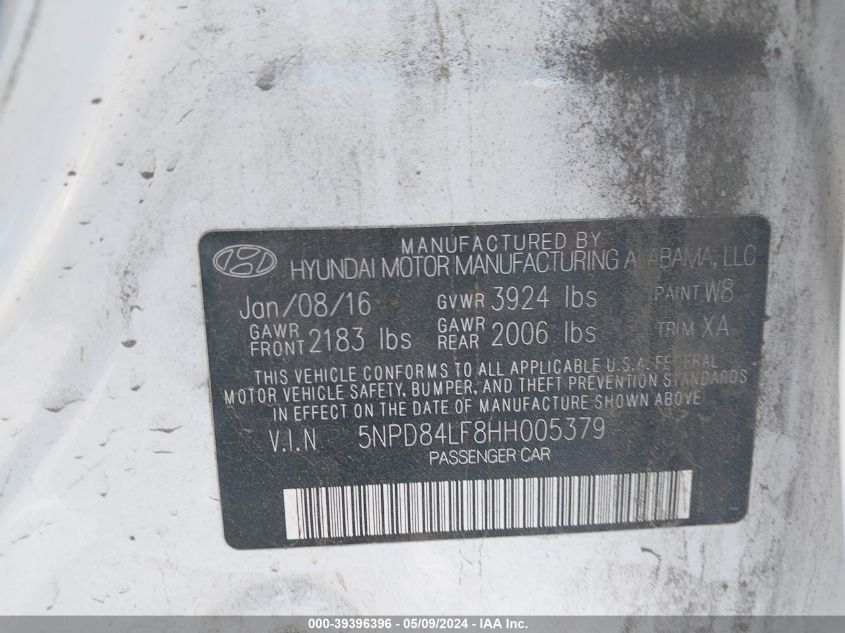 MANUFACTURED BY
HYUNDAI MOTOR MANUFACTURING ALABAMA, LLC
Jan/08/16 GVWR 3924 lbs PAINT W8
GAWR FRONT 2183 lbs GAWR REAR 2006 lbs TRIM XA
THIS VEHICLE CONFORMS TO ALL APPLICABLE U.S.A. FEDERAL
MOTOR VEHICLE SAFETY, BUMPER, AND THEFT PREVENTION STANDARDS
IN EFFECT ON THE DATE OF MANUFACTURE SHOWN ABOVE.
V.I.N 5NPD84LF8HH005379
PASSENGER CAR
000-39396396 - 05/09/2024 - IAA Inc.